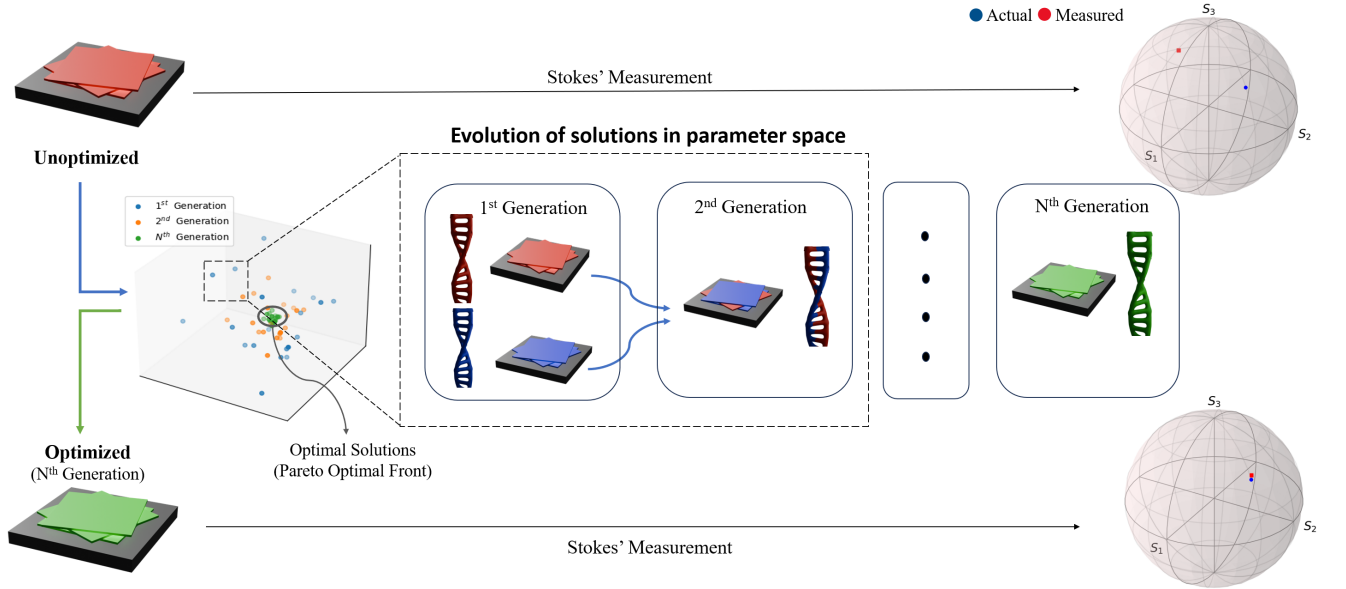 Actual Measured
S3
S2
S1
Stokes’ Measurement
Unoptimized
Evolution of solutions in parameter space
1st Generation
2nd Generation
Nth Generation
1st Generation
2nd Generation
Nth Generation
Optimal Solutions
(Pareto Optimal Front)
Optimized
(Nth Generation)
Stokes’ Measurement
S3
S2
S1